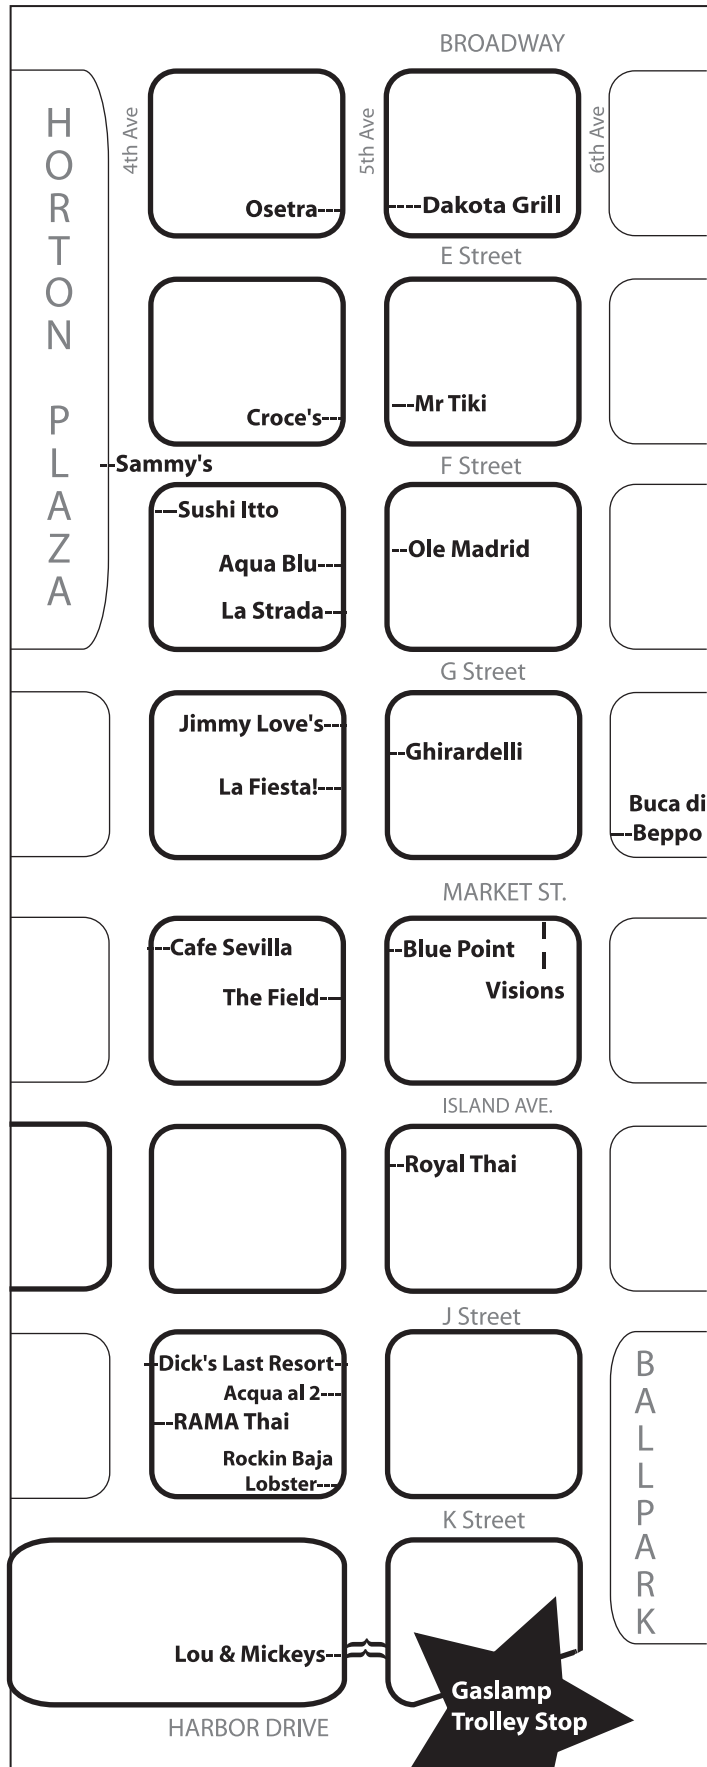 BROADWAY
HORTON PLAZA
4th Ave
5th Ave
6th Ave
Osetra
Dakota Grill
E Street
Croce's
Mr Tiki
Sammy's
F Street
Sushi Itto
Aqua Blu
Ole Madrid
La Strada
G Street
Jimmy Love's
Ghirardelli
La Fiesta!
Buca di
Beppo
MARKET ST.
Cafe Sevilla
Blue Point
The Field
Visions
ISLAND AVE.
Royal Thai
J Street
BALLPARK
Dick's Last Resort
Acqua al 2
RAMA Thai
Rockin Baja
Lobster
K Street
Lou & Mickeys
Gaslamp
Trolley Stop
HARBOR DRIVE